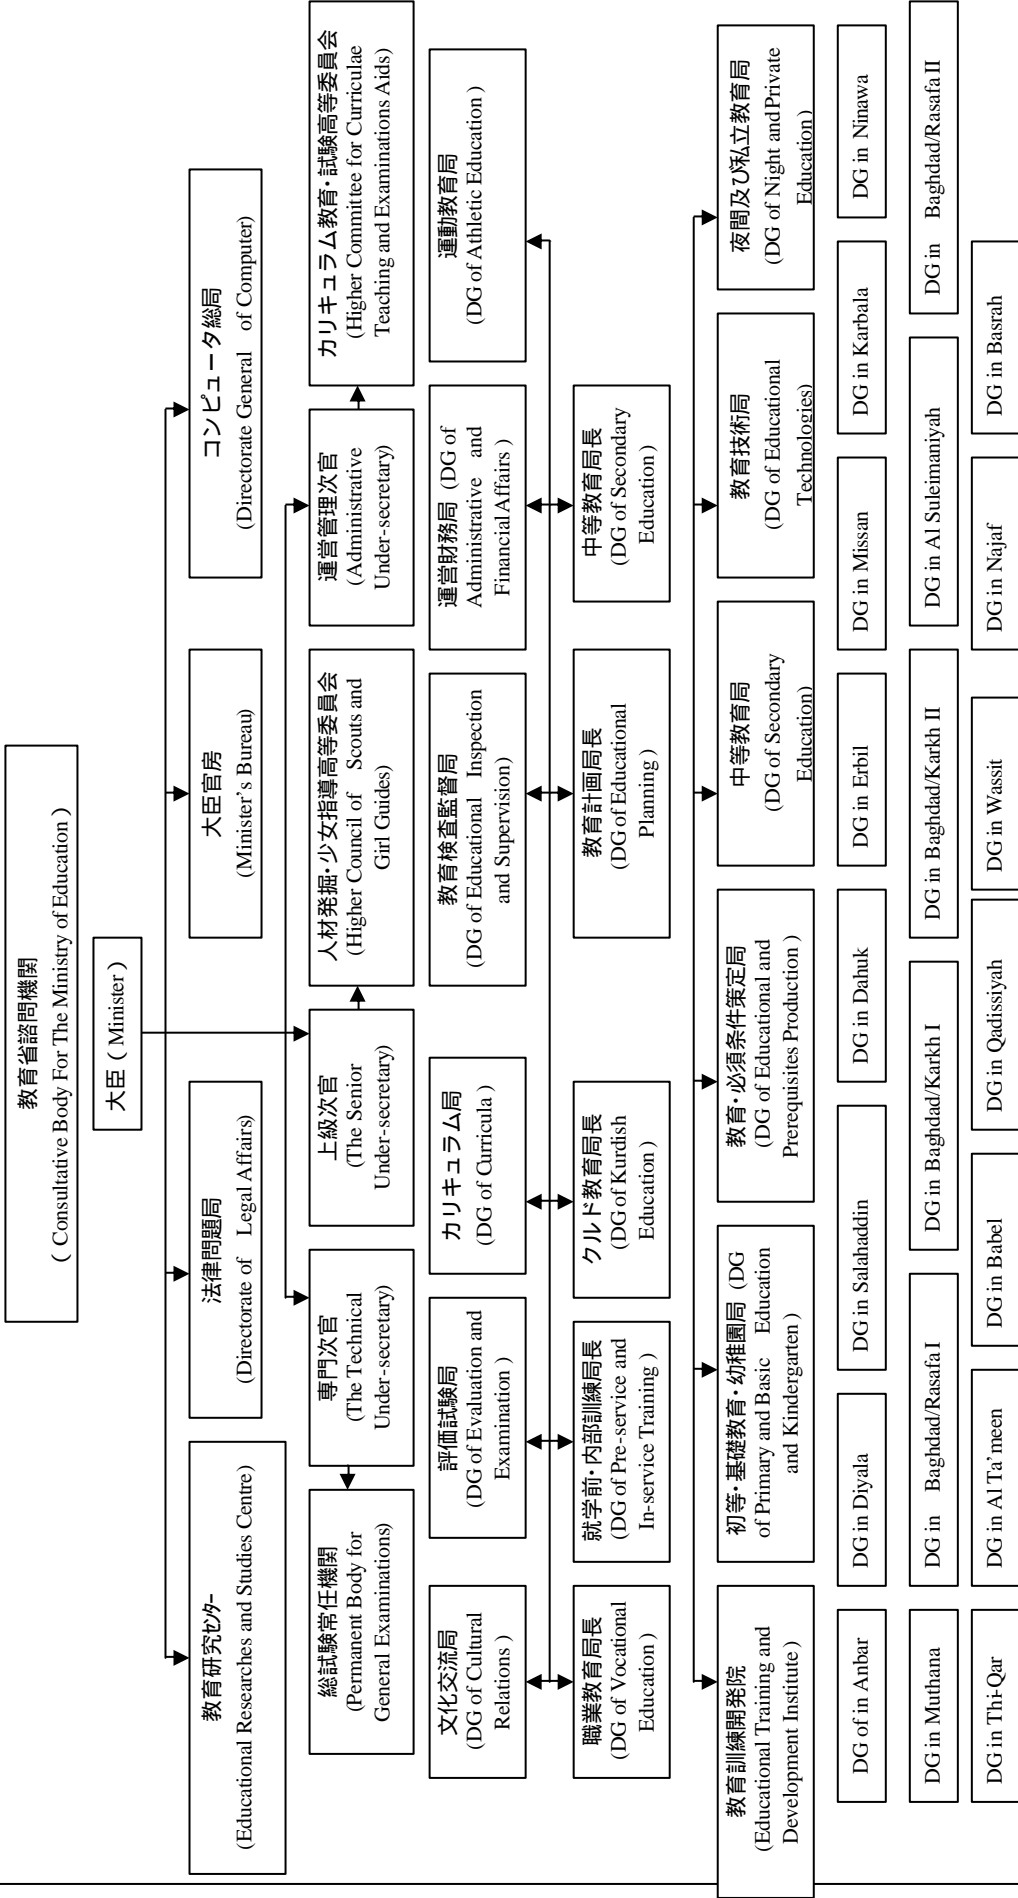 教育省諮問機関
( Consultative Body For The Ministry of Education )
大臣 ( Minister )
教育研究ｾﾝﾀｰ
(Educational Researches and Studies Centre)
法律問題局
(Directorate of Legal Affairs)
大臣官房
(Minister's Bureau)
コンピュータ総局
(Directorate General of Computer)
総試験常任機関
(Permanent Body for
General Examinations)
専門次官
(The Technical
Under-secretary)
上級次官
(The Senior
Under-secretary)
人材発掘・少女指導高等委員会
(Higher Council of Scouts and
Girl Guides)
運営管理次官
(Administrative
Under-secretary)
カリキュラム教育・試験高等委員会
(Higher Committee for Curriculae
Teaching and Examinations Aids)
文化交流局
(DG of Cultural
Relations )
評価試験局
(DG of Evaluation and
Examination )
カリキュラム局
(DG of Curricula )
教育検査監督局
(DG of Educational Inspection
and Supervision)
運営財務局 (DG of
Administrative and
Financial Affairs )
運動教育局
(DG of Athletic Education )
職業教育局長
(DG of Vocational
Education )
就学前・内部訓練局長
(DG of Pre-service and
In-service Training )
クルド教育局長
(DG of Kurdish
Education )
教育計画局長
(DG of Educational
Planning )
中等教育局長
(DG of Secondary
Education )
教育訓練開発院
(Educational Training and
Development Institute )
初等・基礎教育・幼稚園局 (DG
of Primary and Basic Education
and Kindergarten )
教育・必須条件策定局
(DG of Educational and
Prerequisites Production )
中等教育局
(DG of Secondary
Education)
教育技術局
(DG of Educational
Technologies)
夜間及び私立教育局
(DG of Night and Private
Education )
DG of in Anbar
DG in Diyala
DG in Salahaddin
DG in Dahuk
DG in Erbil
DG in Missan
DG in Karbala
DG in Ninawa
DG in Muthana
DG in Baghdad/Rasafa I
DG in Baghdad/Karkh I
DG in Baghdad/Karkh II
DG in Al Suleimaniyah
DG in Baghdad/Rasafa II
DG in Thi-Qar
DG in Al Ta'meen
DG in Babel
DG in Qadissiyah
DG in Wassit
DG in Najaf
DG in Basrah